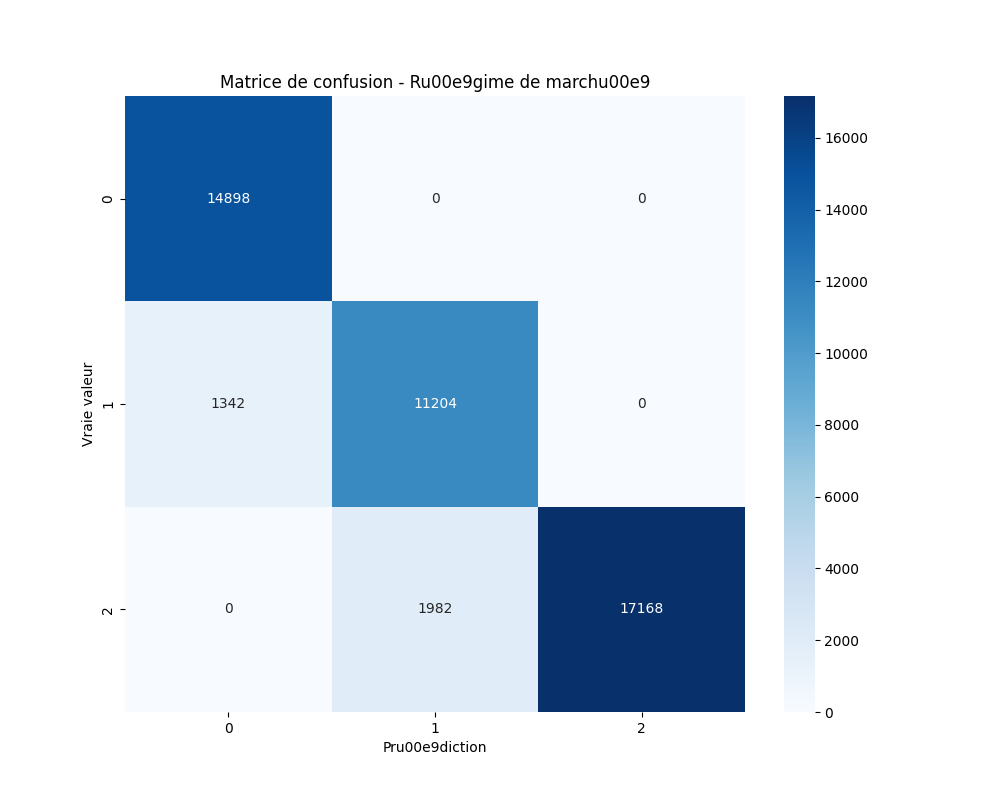 Matrice de confusion - Ru00e9gime de marchu00e9
14898 0 0
1342 11204 0
0 1982 17168
0
1
2
Vraie valeur
0 1 2
Pru00e9diction
16000
14000
12000
10000
8000
6000
4000
2000
0